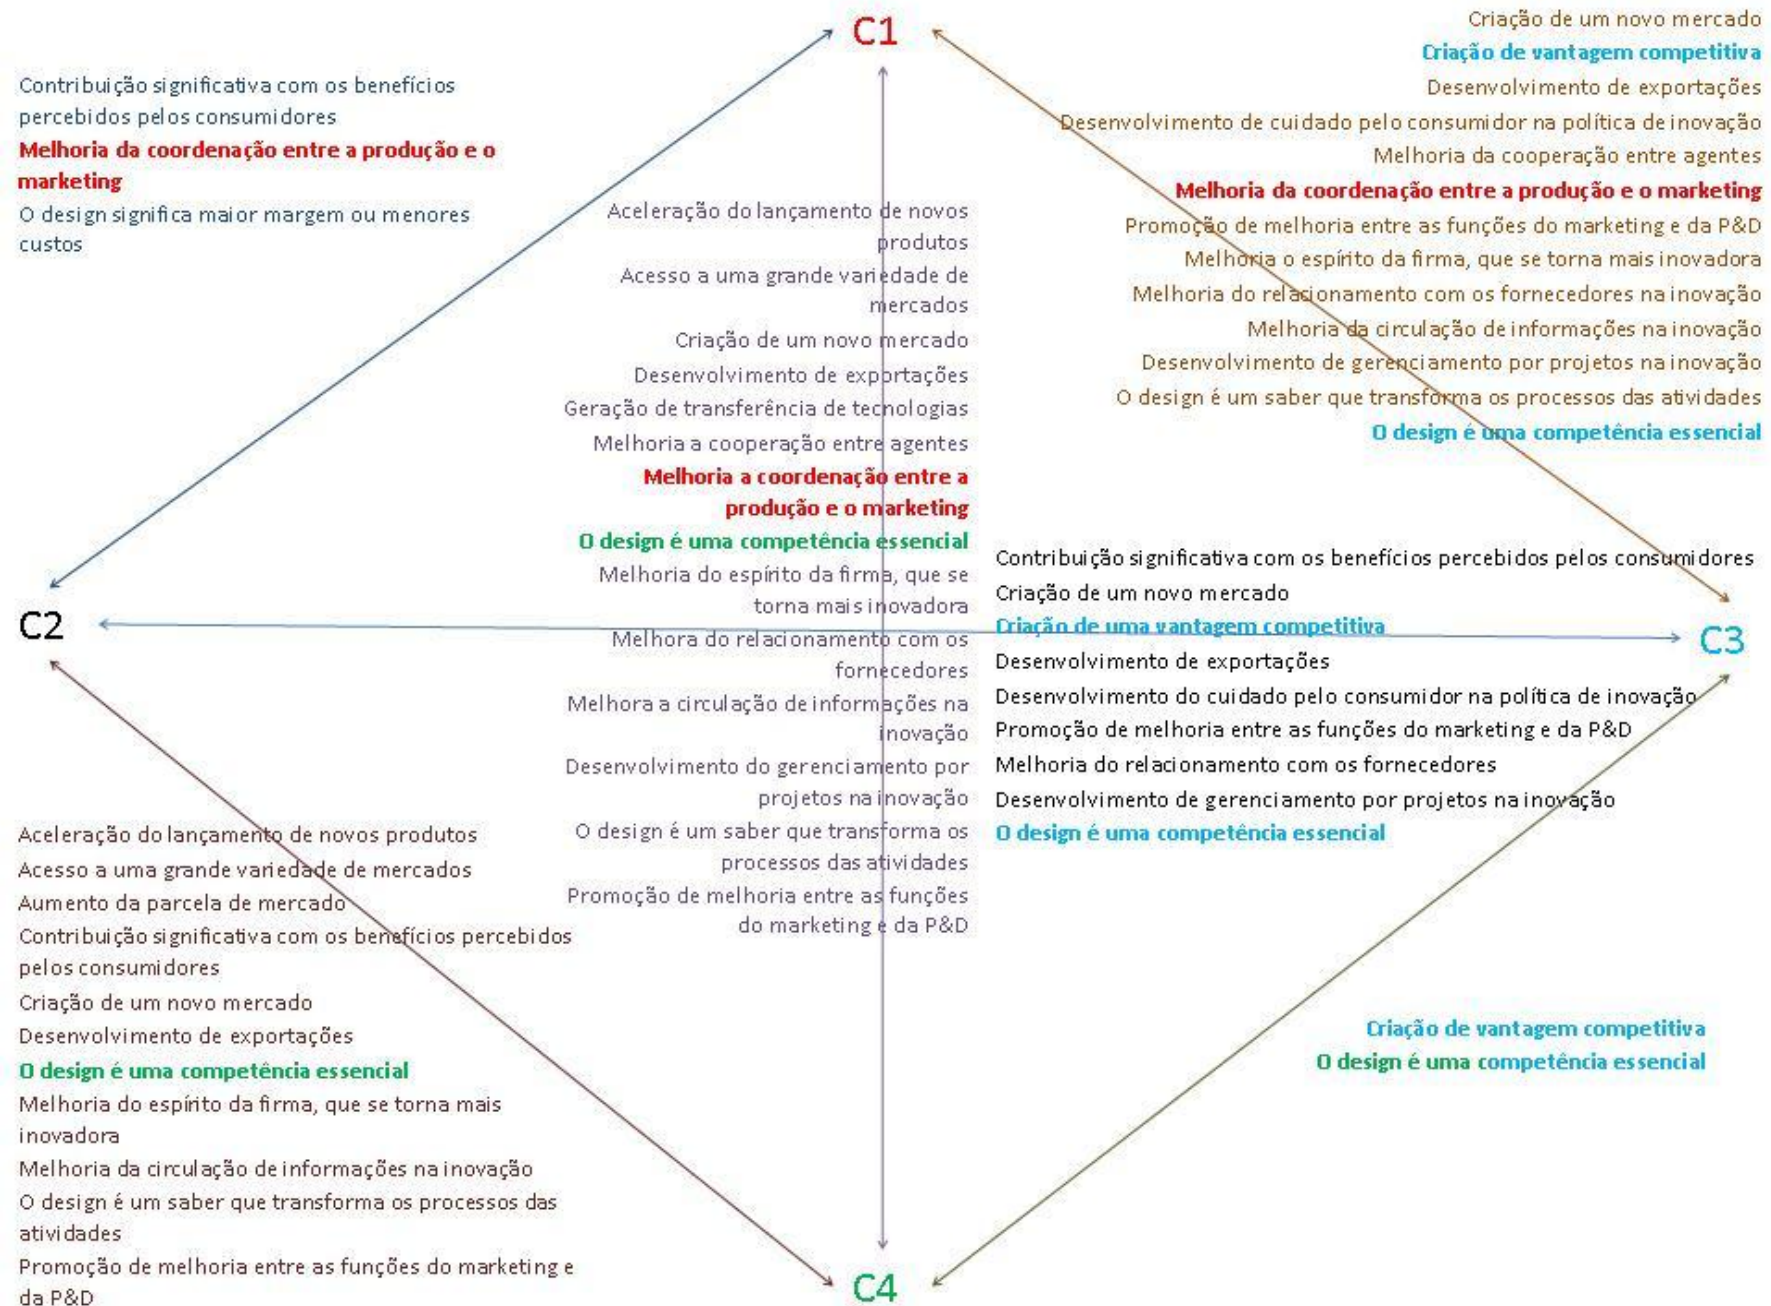 C1
Contribuição significativa com os benefícios
percebidos pelos consumidores
Melhoria da coordenação entre a produção e o
marketing
O design significa maior margem ou menores
custos
Criação de um novo mercado
Criação de vantagem competitiva
Desenvolvimento de exportações
Desenvolvimento de cuidado pelo consumidor na política de inovação
Melhoria da cooperação entre agentes
Melhoria da coordenação entre a produção e o marketing
Promoção de melhoria entre as funções do marketing e da P&D
Melhoria o espírito da firma, que se torna mais inovadora
Melhoria do relacionamento com os fornecedores na inovação
Melhoria da circulação de informações na inovação
Desenvolvimento de gerenciamento por projetos na inovação
O design é um saber que transforma os processos das atividades
O design é uma competência essencial
Aceleração do lançamento de novos
produtos
Acesso a uma grande variedade de
mercados
Criação de um novo mercado
Desenvolvimento de exportações
Geração de transferência de tecnologias
Melhoria a cooperação entre agentes
Melhoria a coordenação entre a
produção e o marketing
O design é uma competência essencial
Melhoria do espírito da firma, que se
torna mais inovadora
Melhora do relacionamento com os
fornecedores
Melhora a circulação de informações na
inovação
Desenvolvimento do gerenciamento por
projetos na inovação
O design é um saber que transforma os
processos das atividades
Promoção de melhoria entre as funções
do marketing e da P&D
C2
Contribuição significativa com os benefícios percebidos pelos consumidores
Criação de um novo mercado
Criação de uma vantagem competitiva
Desenvolvimento de exportações
Desenvolvimento do cuidado pelo consumidor na política de inovação
Promoção de melhoria entre as funções do marketing e da P&D
Melhoria do relacionamento com os fornecedores
Desenvolvimento de gerenciamento por projetos na inovação
O design é uma competência essencial
C3
Aceleração do lançamento de novos produtos
Acesso a uma grande variedade de mercados
Aumento da parcela de mercado
Contribuição significativa com os benefícios percebidos
pelos consumidores
Criação de um novo mercado
Desenvolvimento de exportações
O design é uma competência essencial
Melhoria do espírito da firma, que se torna mais
inovadora
Melhoria da circulação de informações na inovação
O design é um saber que transforma os processos das
atividades
Promoção de melhoria entre as funções do marketing e
da P&D
Criação de vantagem competitiva
O design é uma competência essencial
C4